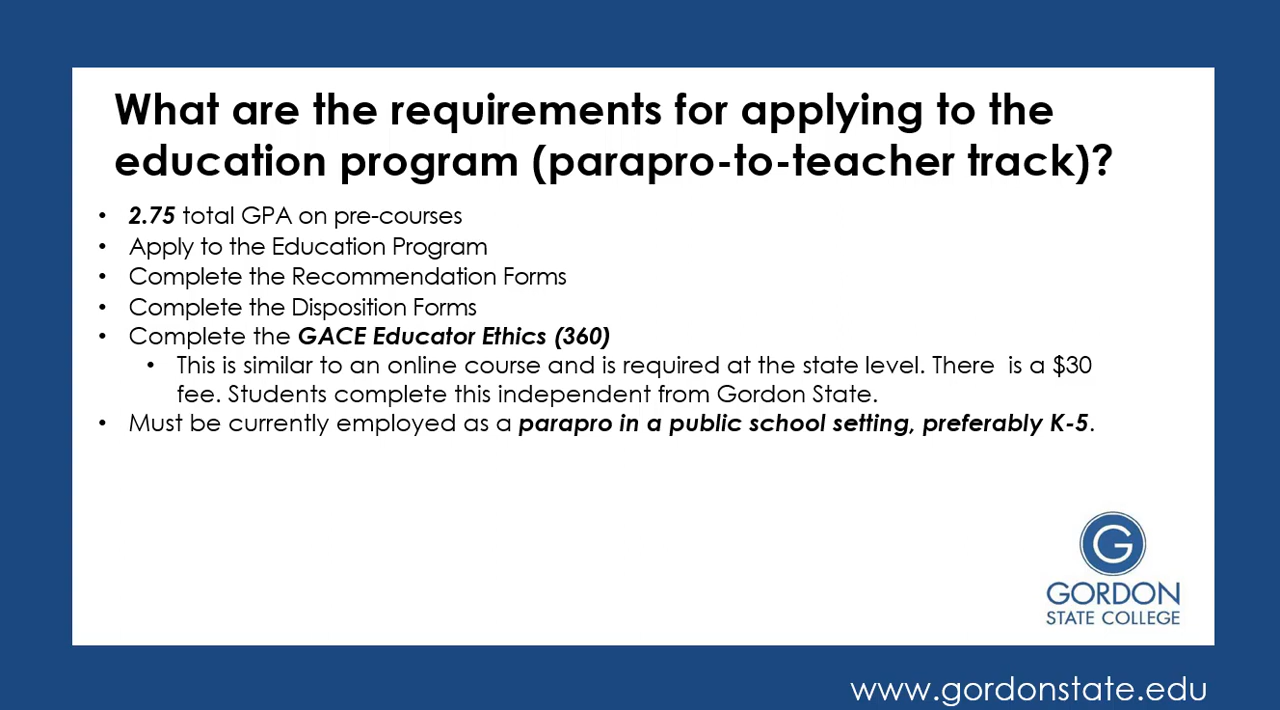 What are the requirements for applying to the
education program (parapro-to-teacher track)?
• 2.75 total GPA on pre-courses
• Apply to the Education Program
• Complete the Recommendation Forms
• Complete the Disposition Forms
• Complete the GACE Educator Ethics (360)
• This is similar to an online course and is required at the state level. There is a $30
fee. Students complete this independent from Gordon State.
• Must be currently employed as a parapro in a public school setting, preferably K-5.
G
GORDON
STATE COLLEGE
www.gordonstate.edu